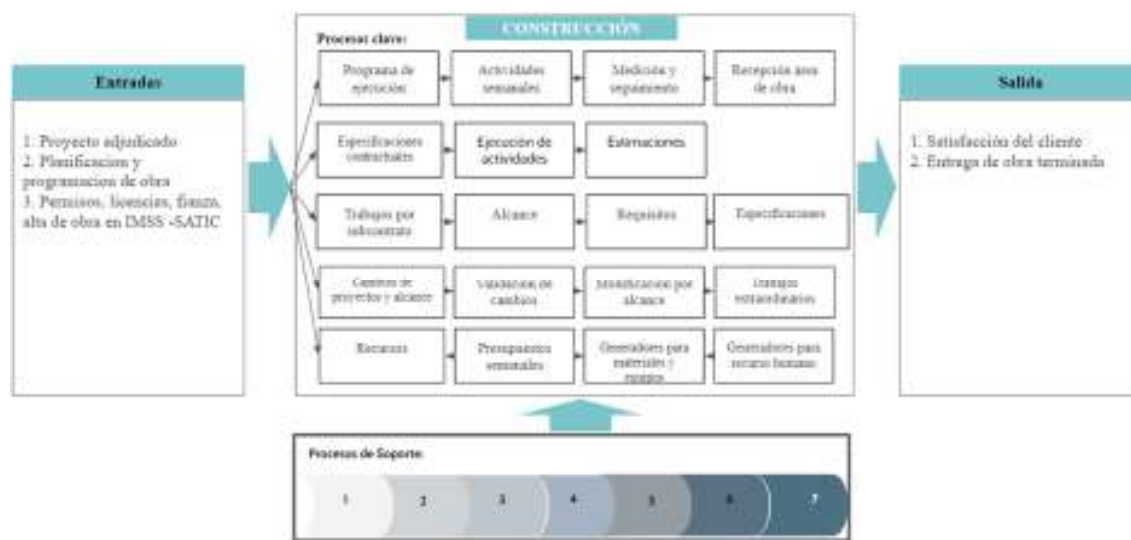 CONSTRUCCIÓN
Procesos clave:
Entradas
1. Proyecto adjudicado
2. Planificacion y
programacion de obra
3. Permisos, licencias, fianza,
alta de obra en IMSS -SATIC
Programa de
ejecución
Actividades
semanales
Medición y
seguimiento
Recepción área
de obra
Especificaciones
contractuales
Ejecución de
actividades
Estimaciones
Trabajos por
subcontrato
Alcance
Requisitos
Especificaciones
Cambios de
proyectos y alcance
Validacion de
cambios
Modificacion por
alcance
Trabajos
extraordinarios
Recursos
Presupuestos
semanales
Generadores para
materiales y
equipos
Generadores para
recurso humano
Salida
1. Satisfacción del cliente
2. Entrega de obra terminada
Procesos de Soporte:
1 2 3 4 5 6 7